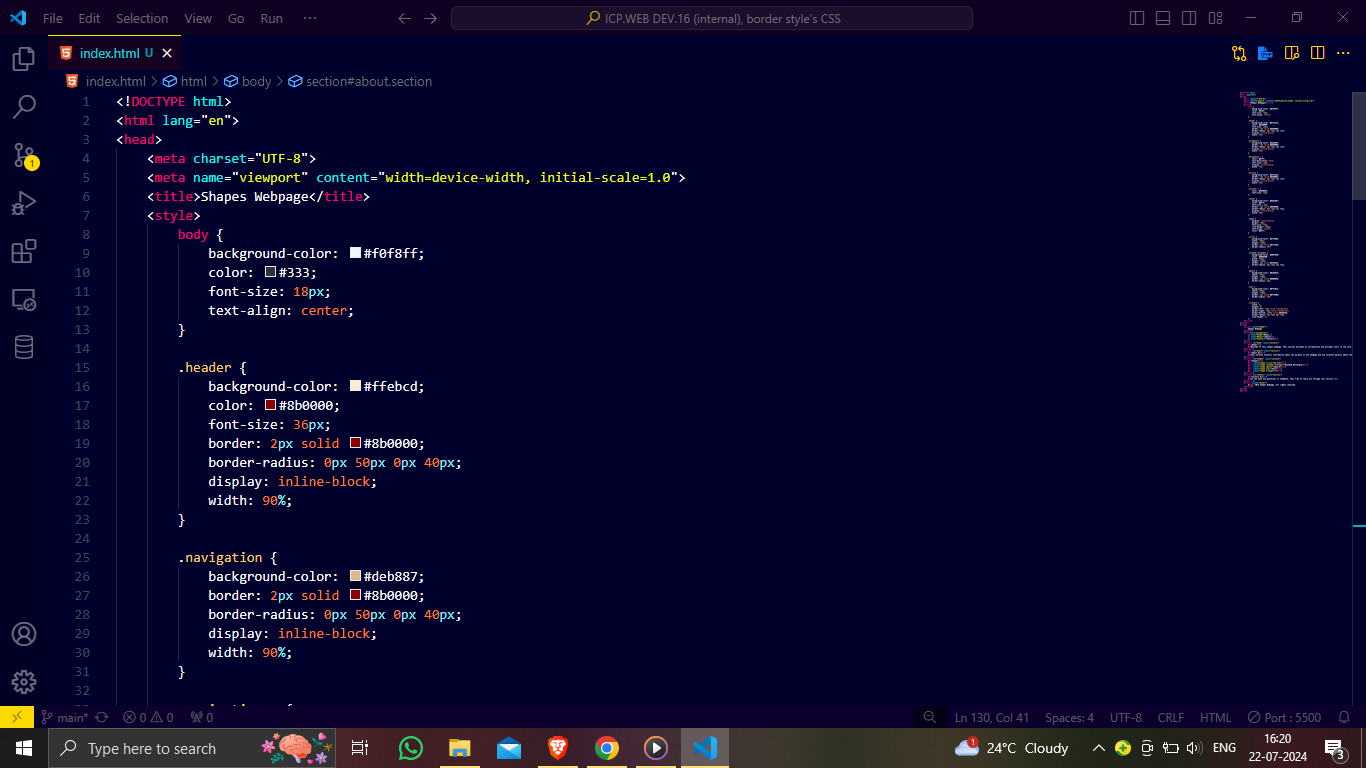 File Edit Selection View Go Run ··· ICP.WEB DEV.16 (internal), border style's CSS
index.html U
index.html > html > body > section#about.section
1 <!DOCTYPE html>
2 <html lang="en">
3 <head>
4 <meta charset="UTF-8">
5 <meta name="viewport" content="width=device-width, initial-scale=1.0">
6 <title>Shapes Webpage</title>
7 <style>
8 body {
9 background-color: #f0f8ff;
10 color: #333;
11 font-size: 18px;
12 text-align: center;
13 }
14
15 .header {
16 background-color: #ffebcd;
17 color: #8b0000;
18 font-size: 36px;
19 border: 2px solid #8b0000;
20 border-radius: 0px 50px 0px 40px;
21 display: inline-block;
22 width: 90%;
23 }
24
25 .navigation {
26 background-color: #deb887;
27 border: 2px solid #8b0000;
28 border-radius: 0px 50px 0px 40px;
29 display: inline-block;
30 width: 90%;
31 }
32
1
main* 0 0 0 Ln 130, Col 41 Spaces: 4 UTF-8 CRLF HTML Port : 5500
Type here to search 1 24°C Cloudy ENG 16:20
22-07-2024 3